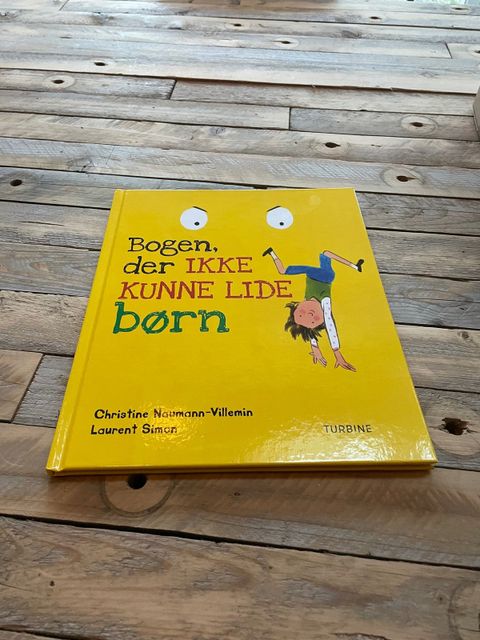 Bogen,
der IKKE
KUNNE LIDE
børn
Christine Naumann-Villemin
Laurent Simon
TURBINE